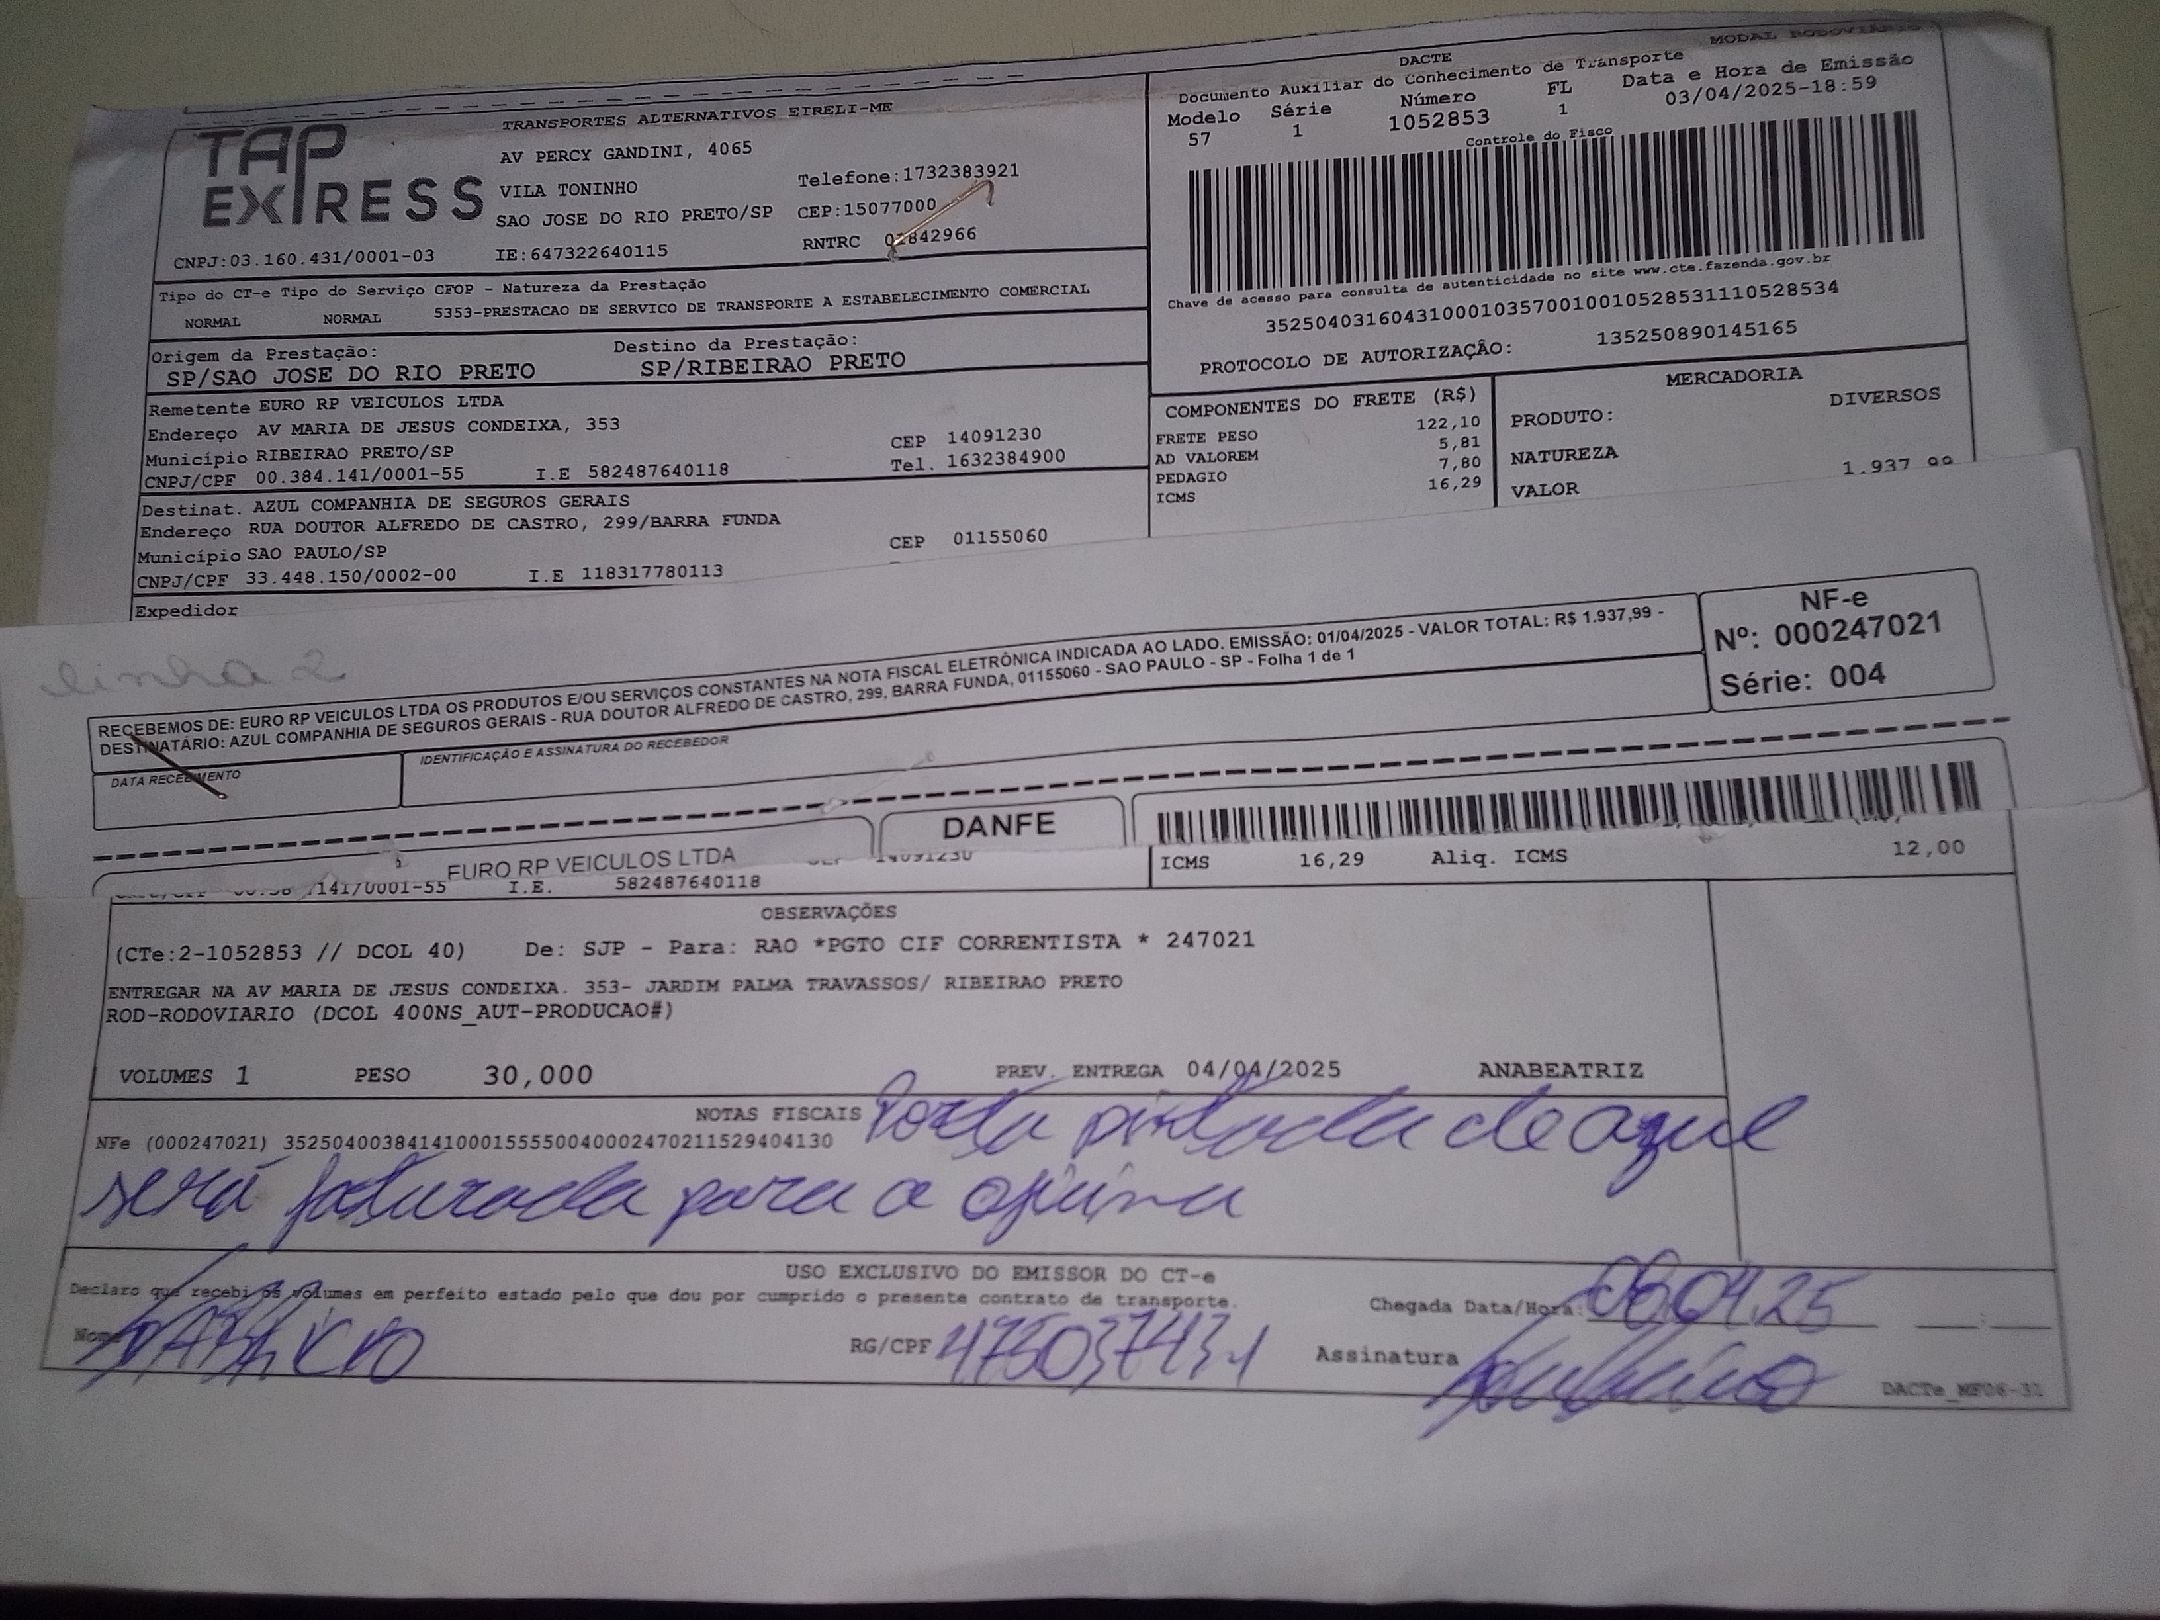 MODAL RODOVIÁRIO
TAP EXPRESS
TRANSPORTES ALTERNATIVOS EIRELI-ME
AV PERCY GANDINI, 4065
VILA TONINHO Telefone:1732383921
SAO JOSE DO RIO PRETO/SP CEP:15077000
CNPJ:03.160.431/0001-03 IE:647322640115 RNTRC 02842966
DACTE
Documento Auxiliar do Conhecimento de Transporte
Modelo Série Número FL Data e Hora de Emissão
57 1 1052853 1 03/04/2025-18:59
Controle do Fisco
Chave de acesso para consulta de autenticidade no site www.cte.fazenda.gov.br
35250403160431000103570010010528531110528534
PROTOCOLO DE AUTORIZAÇÃO: 135250890145165
Tipo do CT-e Tipo do Serviço CFOP - Natureza da Prestação
NORMAL NORMAL 5353-PRESTACAO DE SERVICO DE TRANSPORTE A ESTABELECIMENTO COMERCIAL
Origem da Prestação: Destino da Prestação:
SP/SAO JOSE DO RIO PRETO SP/RIBEIRAO PRETO
Remetente EURO RP VEICULOS LTDA
Endereço AV MARIA DE JESUS CONDEIXA, 353
Município RIBEIRAO PRETO/SP CEP 14091230
CNPJ/CPF 00.384.141/0001-55 I.E 582487640118 Tel. 1632384900
Destinat. AZUL COMPANHIA DE SEGUROS GERAIS
Endereço RUA DOUTOR ALFREDO DE CASTRO, 299/BARRA FUNDA
Município SAO PAULO/SP CEP 01155060
CNPJ/CPF 33.448.150/0002-00 I.E 118317780113
Expedidor
COMPONENTES DO FRETE (R$)
FRETE PESO 122,10
AD VALOREM 5,81
PEDAGIO 7,80
ICMS 16,29
MERCADORIA
PRODUTO: DIVERSOS
NATUREZA
VALOR 1.937,99
linha 2
RECEBEMOS DE: EURO RP VEICULOS LTDA OS PRODUTOS E/OU SERVIÇOS CONSTANTES NA NOTA FISCAL ELETRÔNICA INDICADA AO LADO. EMISSÃO: 01/04/2025 - VALOR TOTAL: R$ 1.937,99 -
DESTINATÁRIO: AZUL COMPANHIA DE SEGUROS GERAIS - RUA DOUTOR ALFREDO DE CASTRO, 299, BARRA FUNDA, 01155060 - SAO PAULO - SP - Folha 1 de 1
DATA RECEBIMENTO IDENTIFICAÇÃO E ASSINATURA DO RECEBEDOR
NF-e
Nº: 000247021
Série: 004
EURO RP VEICULOS LTDA
DANFE
14091230
141/0001-55 I.E. 582487640118
ICMS 16,29 Aliq. ICMS 12,00
OBSERVAÇÕES
(CTe:2-1052853 // DCOL 40) De: SJP - Para: RAO *PGTO CIF CORRENTISTA * 247021
ENTREGAR NA AV MARIA DE JESUS CONDEIXA. 353- JARDIM PALMA TRAVASSOS/ RIBEIRAO PRETO
ROD-RODOVIARIO (DCOL 400NS_AUT-PRODUCAO#)
VOLUMES 1 PESO 30,000 PREV. ENTREGA 04/04/2025 ANABEATRIZ
NOTAS FISCAIS
NFe (000247021) 35250400384141000155550040002470211529404130
Porta pintada de azul
será faturada para a oficina
USO EXCLUSIVO DO EMISSOR DO CT-e
Declaro que recebi os volumes em perfeito estado pelo que dou por cumprido o presente contrato de transporte.
Chegada Data/Hora: 06.04.25
Nome FABRÍCIO RG/CPF 47503743-1 Assinatura
DACTe_MF06-31